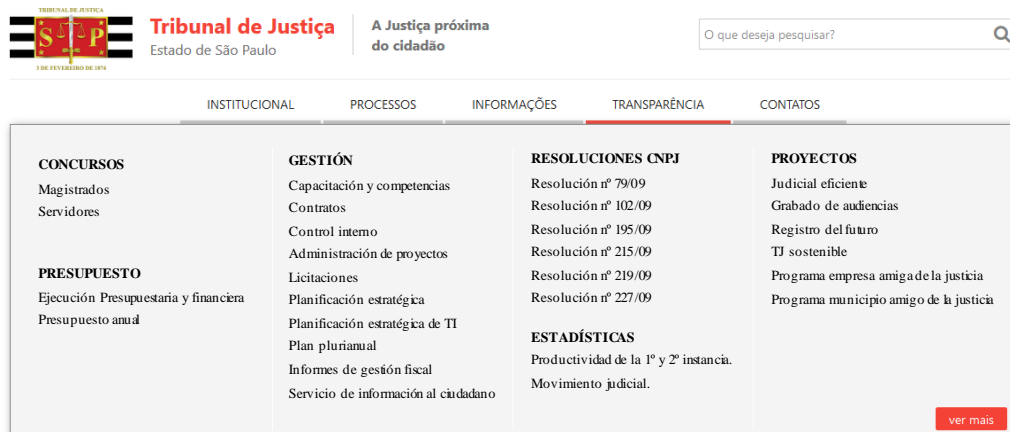 TRIBUNAL DE JUSTIÇA
S P
3 DE FEVEREIRO DE 1874
Tribunal de Justiça
Estado de São Paulo
A Justiça próxima
do cidadão
O que deseja pesquisar?
INSTITUCIONAL PROCESSOS INFORMAÇÕES TRANSPARÊNCIA CONTATOS
CONCURSOS
Magistrados
Servidores
PRESUPUESTO
Ejecución Presupuestaria y financiera
Presupuesto anual
GESTIÓN
Capacitación y competencias
Contratos
Control interno
Administración de proyectos
Licitaciones
Planificación estratégica
Planificación estratégica de TI
Plan plurianual
Informes de gestión fiscal
Servicio de información al ciudadano
RESOLUCIONES CNPJ
Resolución nº 79/09
Resolución nº 102/09
Resolución nº 195/09
Resolución nº 215/09
Resolución nº 219/09
Resolución nº 227/09
ESTADÍSTICAS
Productividad de la 1º y 2º instancia.
Movimiento judicial.
PROYECTOS
Judicial eficiente
Grabado de audiencias
Registro del futuro
TJ sostenible
Programa empresa amiga de la justicia
Programa municipio amigo de la justicia
ver mais